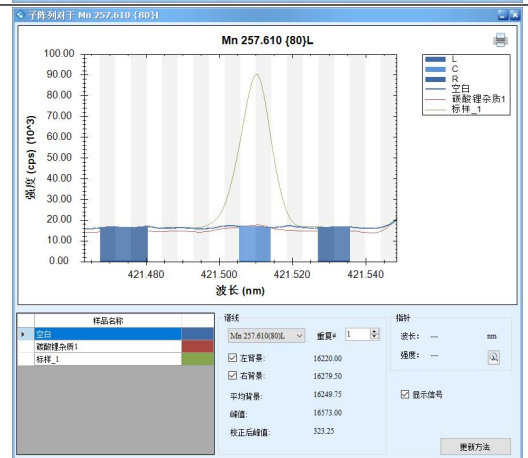 子阵列对于 Mn 257.610 {80}L
Mn 257.610 {80}L
100.00
90.00
80.00
70.00
60.00
50.00
40.00
30.00
20.00
10.00
0.00
强度 (cps) (10^3)
421.480
421.500
421.520
421.540
波长 (nm)
L
C
R
空白
碳酸锂杂质1
标样_1
样品名称
空白
碳酸锂杂质1
标样_1
谱线
Mn 257.610{80}L 重复# 1
左背景: 16220.00
右背景: 16279.50
平均背景: 16249.75
峰值: 16573.00
校正后峰值: 323.25
指针
波长: --- nm
强度: ---
显示信号
更新方法